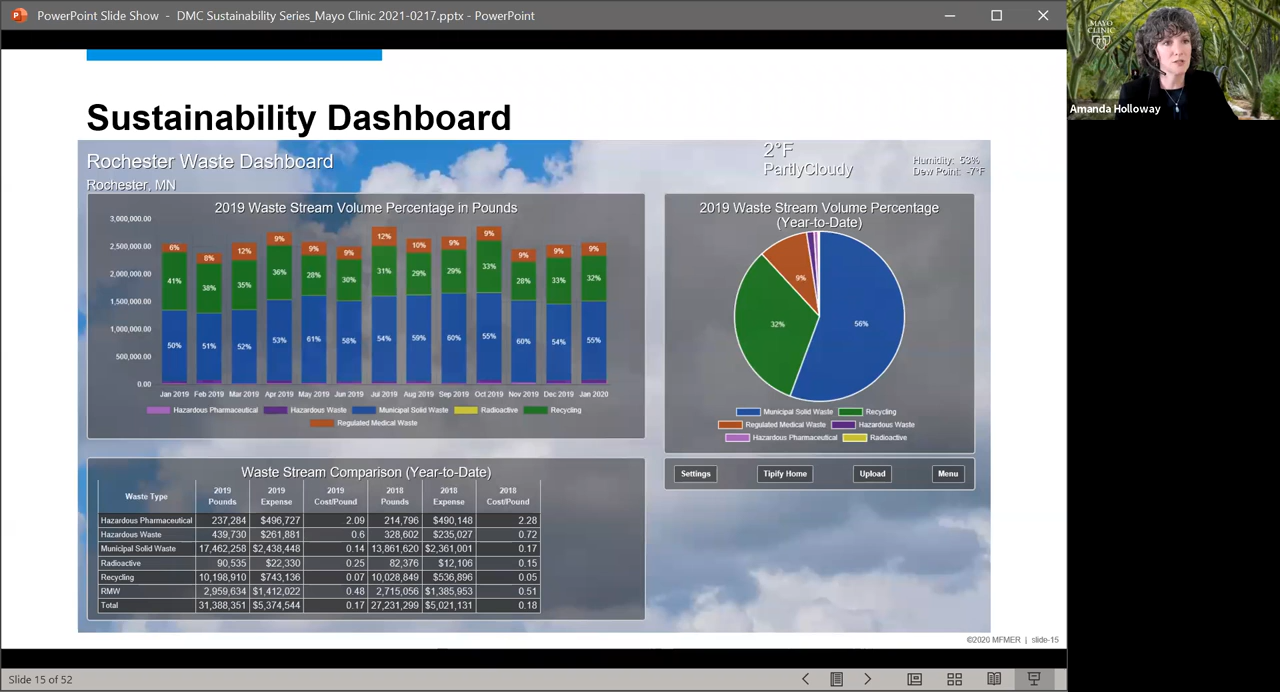 PowerPoint Slide Show - DMC Sustainability Series_Mayo Clinic 2021-0217.pptx - PowerPoint
MAYO
CLINIC
Amanda Holloway
Sustainability Dashboard
Rochester Waste Dashboard
Rochester, MN
2°F
PartlyCloudy
Humidity: 53%
Dew Point: -7°F
2019 Waste Stream Volume Percentage in Pounds
3,000,000.00
2,500,000.00
2,000,000.00
1,500,000.00
1,000,000.00
500,000.00
0.00
6% 8% 12% 9% 9% 9% 12% 10% 9% 9% 9% 9% 9%
41% 38% 35% 36% 28% 30% 31% 29% 29% 33% 28% 33% 32%
50% 51% 52% 53% 61% 58% 54% 59% 60% 55% 60% 54% 55%
Jan 2019 Feb 2019 Mar 2019 Apr 2019 May 2019 Jun 2019 Jul 2019 Aug 2019 Sep 2019 Oct 2019 Nov 2019 Dec 2019 Jan 2020
Hazardous Pharmaceutical Hazardous Waste Municipal Solid Waste Radioactive Recycling
Regulated Medical Waste
2019 Waste Stream Volume Percentage
(Year-to-Date)
9%
32%
56%
Municipal Solid Waste Recycling
Regulated Medical Waste Hazardous Waste
Hazardous Pharmaceutical Radioactive
Settings Tipify Home Upload Menu
Waste Stream Comparison (Year-to-Date)
Waste Type 2019 Pounds 2019 Expense 2019 Cost/Pound 2018 Pounds 2018 Expense 2018 Cost/Pound
Hazardous Pharmaceutical 237,284 $496,727 2.09 214,796 $490,148 2.28
Hazardous Waste 439,730 $261,881 0.6 328,602 $235,027 0.72
Municipal Solid Waste 17,462,258 $2,438,448 0.14 13,861,620 $2,361,001 0.17
Radioactive 90,535 $22,330 0.25 82,376 $12,106 0.15
Recycling 10,198,910 $743,136 0.07 10,028,849 $536,896 0.05
RMW 2,959,634 $1,412,022 0.48 2,715,056 $1,385,953 0.51
Total 31,388,351 $5,374,544 0.17 27,231,299 $5,021,131 0.18
©2020 MFMER | slide-15
Slide 15 of 52